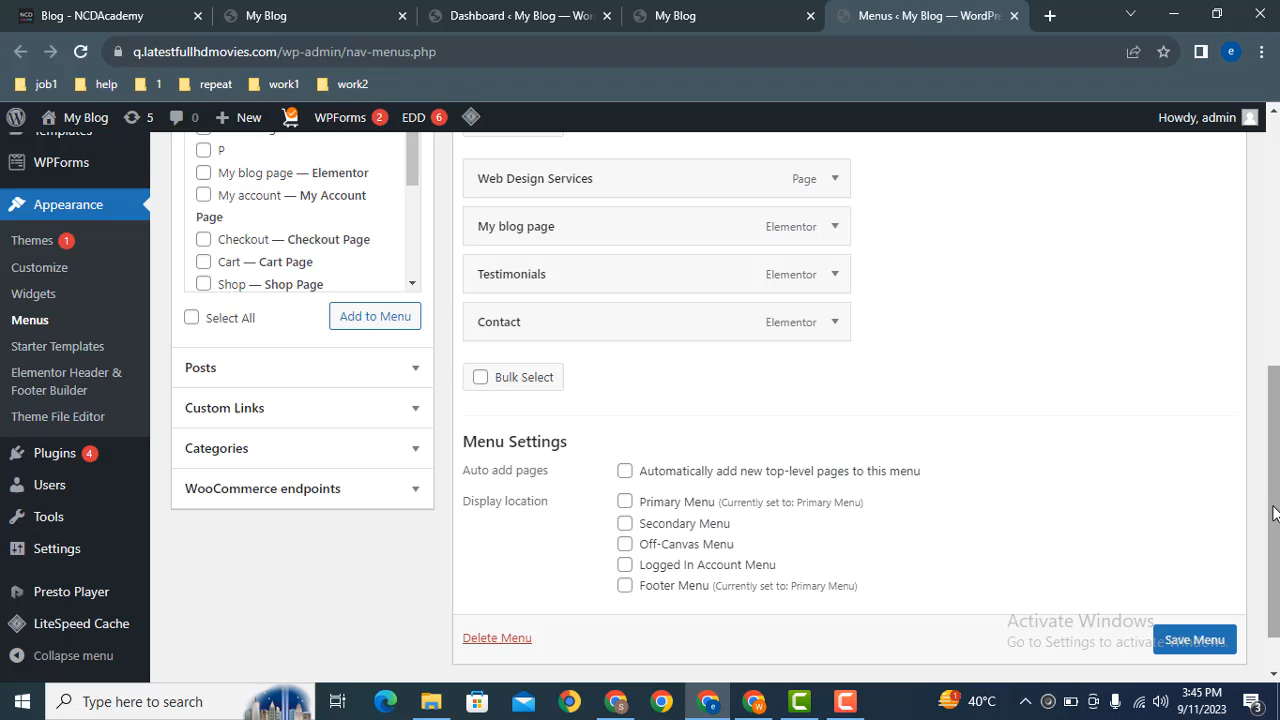 Blog - NCDAcademy
My Blog
Dashboard ‹ My Blog — Wor
My Blog
Menus ‹ My Blog — WordPre
q.latestfullhdmovies.com/wp-admin/nav-menus.php
e
job1
help
1
repeat
work1
work2
My Blog
5
0
New
WPForms 2
EDD 6
Howdy, admin
Templates
WPForms
Appearance
Themes 1
Customize
Widgets
Menus
Starter Templates
Elementor Header &
Footer Builder
Theme File Editor
Plugins 4
Users
Tools
Settings
Presto Player
LiteSpeed Cache
Collapse menu
P
My blog page — Elementor
My account — My Account
Page
Checkout — Checkout Page
Cart — Cart Page
Shop — Shop Page
Select All
Add to Menu
Posts
Custom Links
Categories
WooCommerce endpoints
Web Design Services
Page
My blog page
Elementor
Testimonials
Elementor
Contact
Elementor
Bulk Select
Menu Settings
Auto add pages
Automatically add new top-level pages to this menu
Display location
Primary Menu (Currently set to: Primary Menu)
Secondary Menu
Off-Canvas Menu
Logged In Account Menu
Footer Menu (Currently set to: Primary Menu)
Delete Menu
Save Menu
Activate Windows
Go to Settings to activate Windows.
Type here to search
40°C
3:45 PM
9/11/2023
3